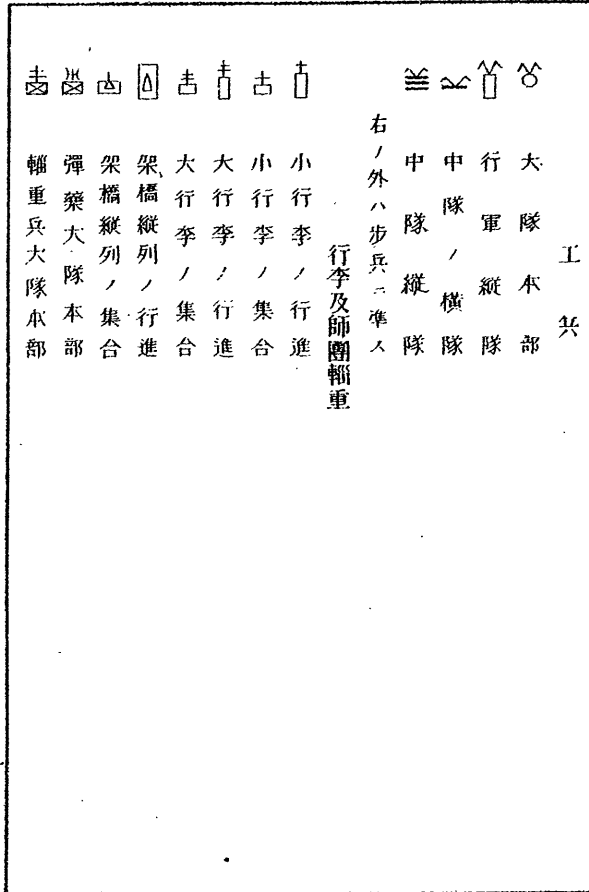 工兵
大隊本部
行軍縱隊
中隊ノ橫隊
中隊縱隊
右ノ外ハ步兵ニ準ス
行李及師團輜重
小行李ノ行進
小行李ノ集合
大行李ノ行進
大行李ノ集合
架橋縱列ノ行進
架橋縱列ノ集合
彈藥大隊本部
輜重兵大隊本部